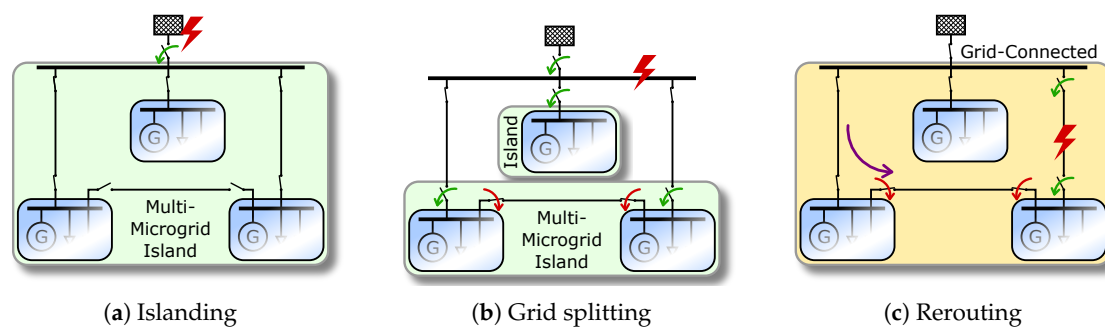 G
G
G
Multi-
Microgrid
Island
(a) Islanding
Island
G
G
G
Multi-
Microgrid
Island
(b) Grid splitting
Grid-Connected
G
G
G
(c) Rerouting